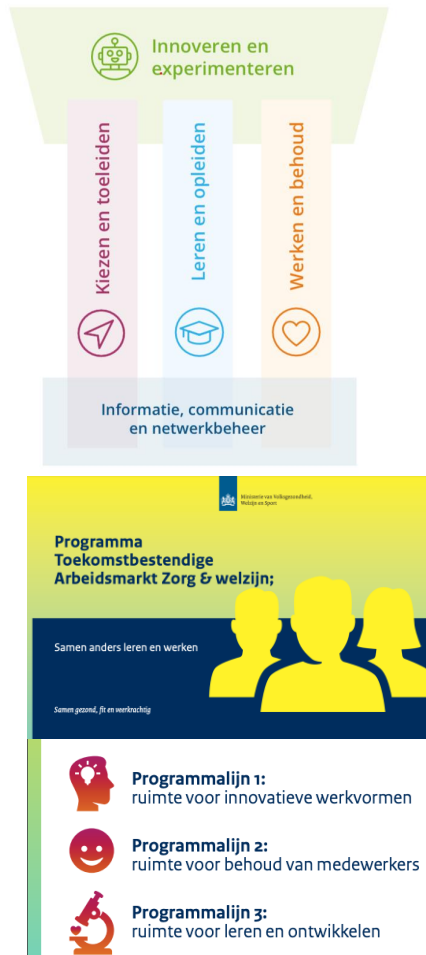 Innoveren en
experimenteren
Kiezen en toeleiden
Leren en opleiden
Werken en behoud
Informatie, communicatie
en netwerkbeheer
Ministerie van Volksgezondheid,
Welzijn en Sport
Programma
Toekomstbestendige
Arbeidsmarkt Zorg & welzijn;
Samen anders leren en werken
Samen gezond, fit en veerkrachtig
Programmalijn 1:
ruimte voor innovatieve werkvormen
Programmalijn 2:
ruimte voor behoud van medewerkers
Programmalijn 3:
ruimte voor leren en ontwikkelen